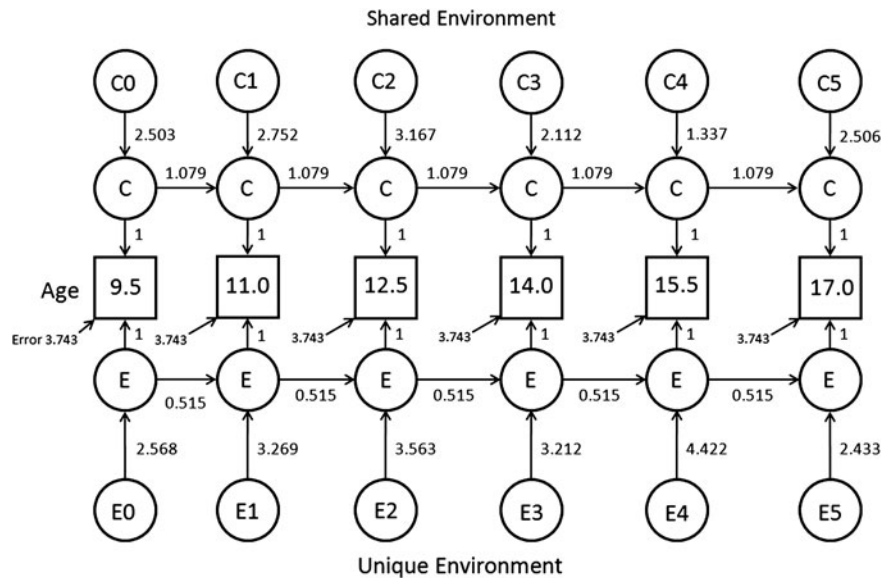 Shared Environment
C0 C1 C2 C3 C4 C5
2.503 2.752 3.167 2.112 1.337 2.506
1.079 1.079 1.079 1.079 1.079
C C C C C C
1 1 1 1 1 1
Age 9.5 11.0 12.5 14.0 15.5 17.0
Error 3.743 3.743 3.743 3.743 3.743 3.743
1 1 1 1 1 1
E E E E E E
0.515 0.515 0.515 0.515 0.515
2.568 3.269 3.563 3.212 4.422 2.433
E0 E1 E2 E3 E4 E5
Unique Environment